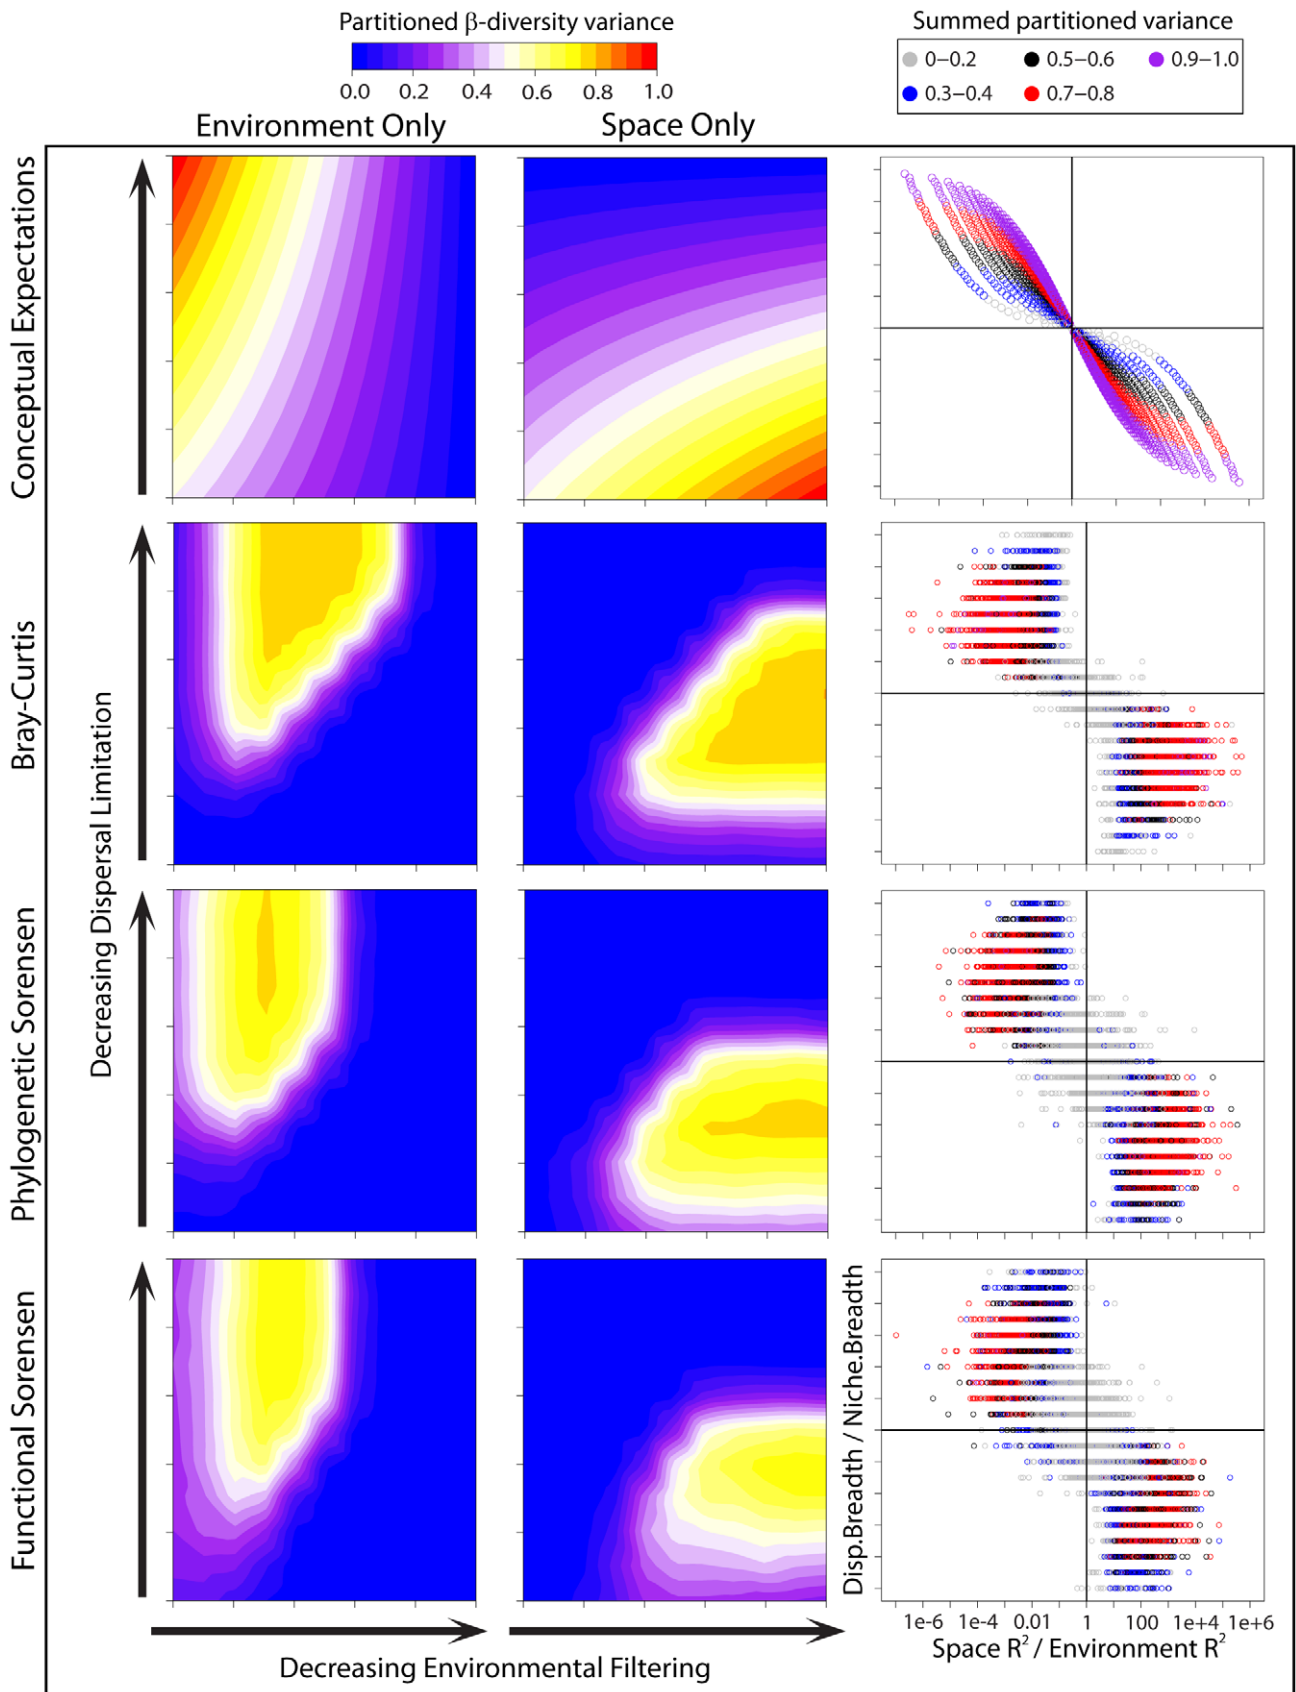 Partitioned β-diversity variance
0.0 0.2 0.4 0.6 0.8 1.0
Summed partitioned variance
0−0.2 0.5−0.6 0.9−1.0
0.3−0.4 0.7−0.8
Environment Only
Space Only
Conceptual Expectations
Bray-Curtis
Phylogenetic Sorensen
Functional Sorensen
Decreasing Dispersal Limitation
Disp.Breadth / Niche.Breadth
1e-6 1e-4 0.01 1 100 1e+4 1e+6
Space R² / Environment R²
Decreasing Environmental Filtering